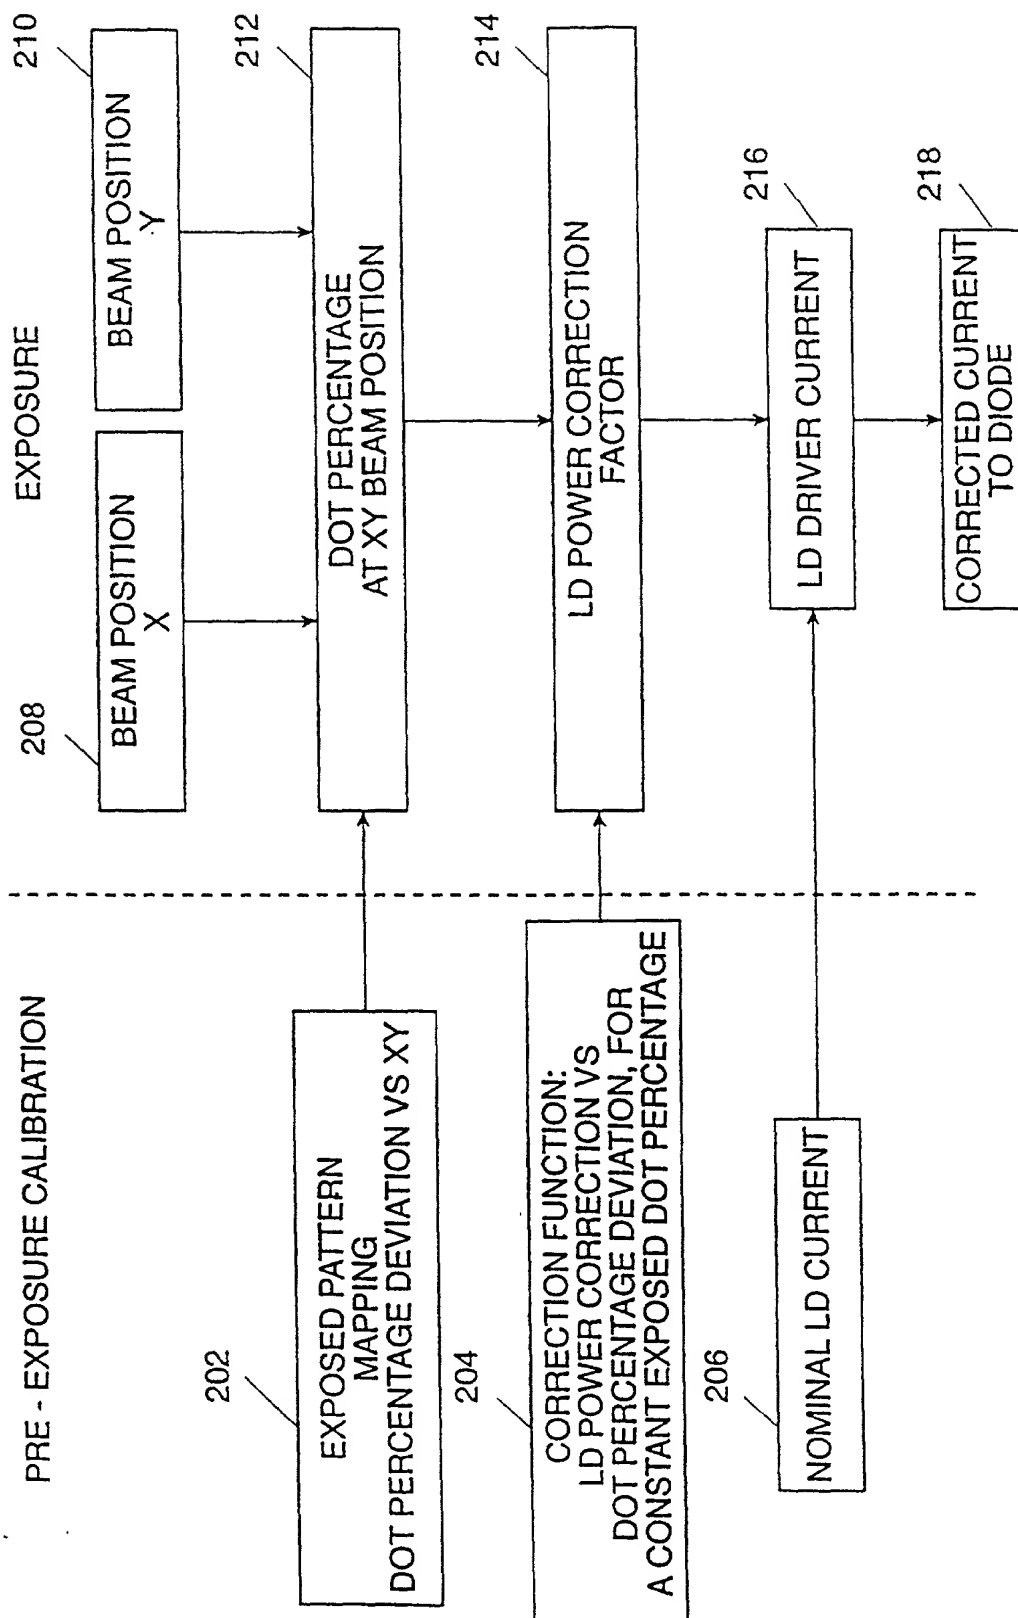 PRE - EXPOSURE CALIBRATION
EXPOSURE
202
EXPOSED PATTERN
MAPPING
DOT PERCENTAGE DEVIATION VS XY
204
CORRECTION FUNCTION:
LD POWER CORRECTION VS
DOT PERCENTAGE DEVIATION, FOR
A CONSTANT EXPOSED DOT PERCENTAGE
206
NOMINAL LD CURRENT
208
BEAM POSITION
X
210
BEAM POSITION
Y
212
DOT PERCENTAGE
AT XY BEAM POSITION
214
LD POWER CORRECTION
FACTOR
216
LD DRIVER CURRENT
218
CORRECTED CURRENT
TO DIODE